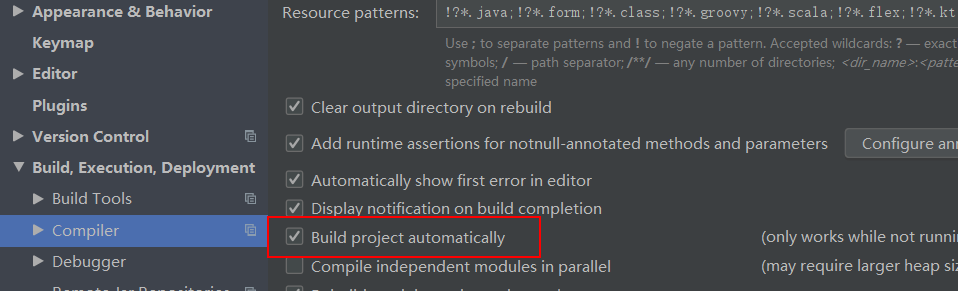 Appearance & Behavior
Keymap
Editor
Plugins
Version Control
Build, Execution, Deployment
Build Tools
Compiler
Debugger
Resource patterns: !?*.java;!?*.form;!?*.class;!?*.groovy;!?*.scala;!?*.flex;!?*.kt
Use ; to separate patterns and ! to negate a pattern. Accepted wildcards: ? — exact
symbols; / — path separator; /**/ — any number of directories; <dir_name>:<patte
specified name
Clear output directory on rebuild
Add runtime assertions for notnull-annotated methods and parameters Configure ann
Automatically show first error in editor
Display notification on build completion
Build project automatically (only works while not runnin
Compile independent modules in parallel (may require larger heap siz